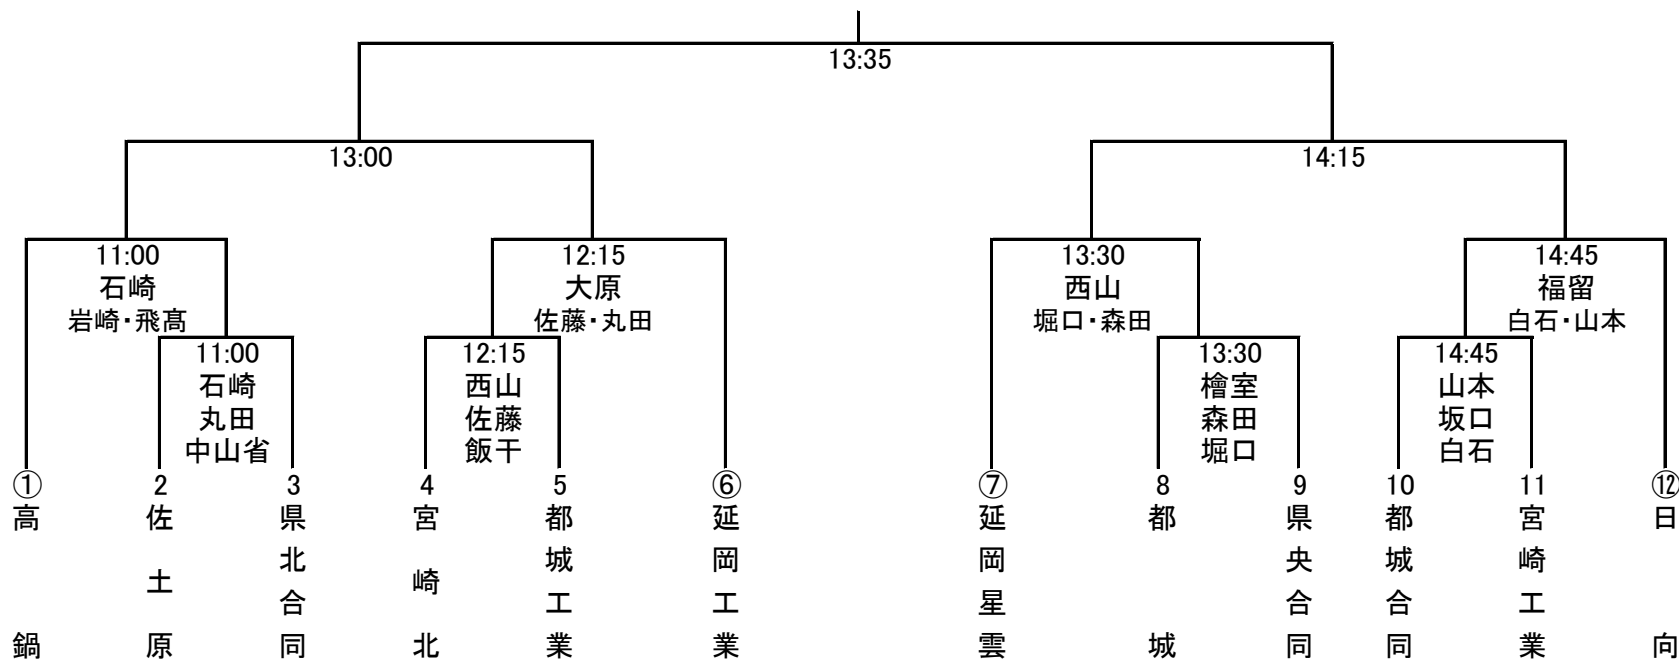 13:35
13:00
14:15
11:00
石崎
岩崎・飛髙
12:15
大原
佐藤・丸田
13:30
西山
堀口・森田
14:45
福留
白石・山本
11:00
石崎
丸田
中山省
12:15
西山
佐藤
飯干
13:30
檜室
森田
堀口
14:45
山本
坂口
白石
①
高鍋
2
佐土原
3
県北合同
4
宮崎北
5
都城工業
⑥
延岡工業
⑦
延岡星雲
8
都城
9
県央合同
10
都城合同
11
宮崎工業
⑫
日向